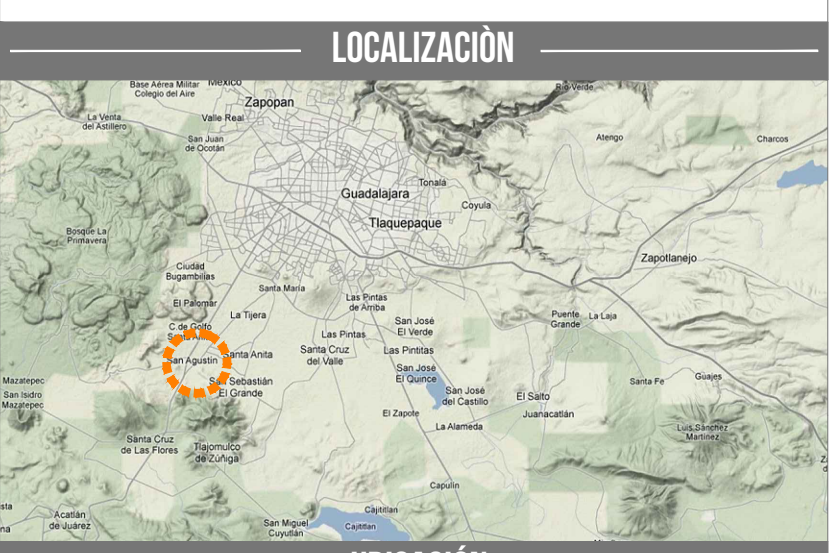 LOCALIZACIÒN
Base Aérea Militar
Colegio del Aire
México
Zapopan
Río Verde
La Venta
del Astillero
Valle Real
San Juan
de Ocotán
Atengo
Charcos
Tonalá
Guadalajara
Coyula
Tlaquepaque
Bosque La
Primavera
Zapotlanejo
Ciudad
Bugambilias
Santa María
El Palomar
Las Pintas
de Arriba
La Tijera
Puente
Grande
La Laja
C.de Golfo
Santa Anita
San José
El Verde
Las Pintas
Santa Cruz
del Valle
Las Pintitas
San Agustín
Santa Anita
San José
El Quince
Mazatepec
San Sebastián
El Grande
Santa Fe
Guajes
San Isidro
Mazatepec
San José
del Castillo
El Salto
Juanacatlán
El Zapote
La Alameda
Luis Sánchez
Martinez
Santa Cruz
de Las Flores
Tlajomulco
de Zúñiga
Capulín
Acatlán
de Juárez
Cajititlan
San Miguel
Cuyutlán
Cajititlan
UBICACIÓN